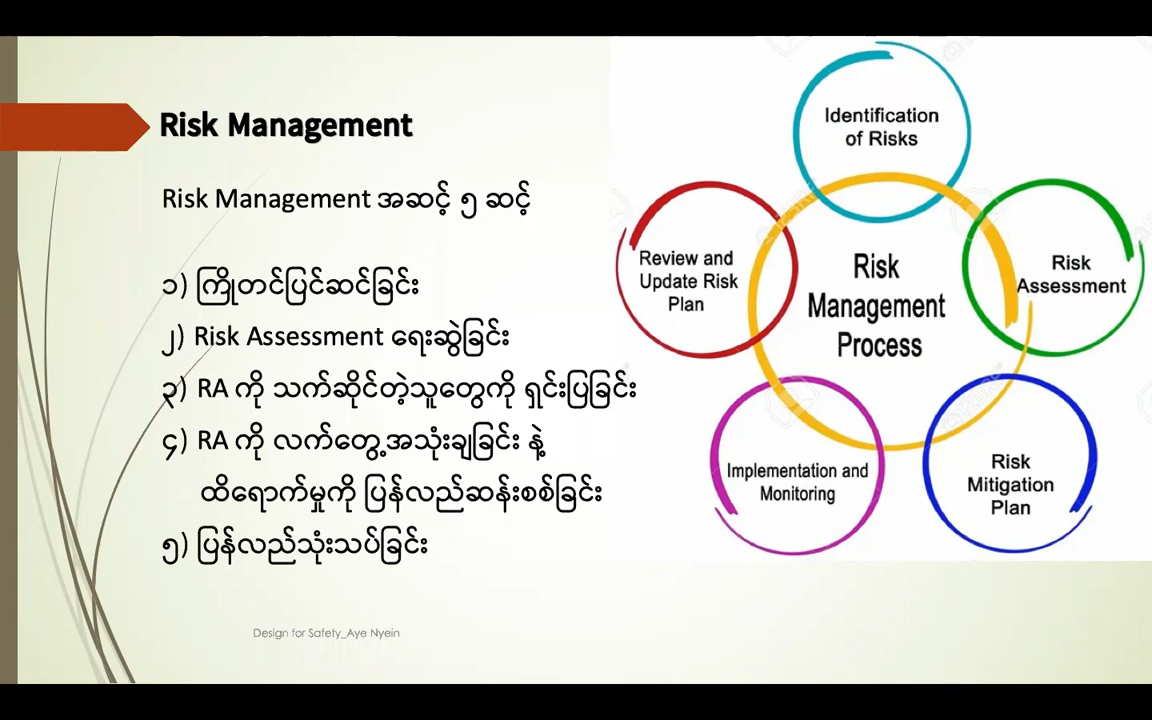 Risk Management
Risk Management အဆင့် ၅ ဆင့်
၁) ကြိုတင်ပြင်ဆင်ခြင်း
၂) Risk Assessment ရေးဆွဲခြင်း
၃) RA ကို သက်ဆိုင်တဲ့သူတွေကို ရှင်းပြခြင်း
၄) RA ကို လက်တွေ့အသုံးချခြင်း နဲ့
ထိရောက်မှုကို ပြန်လည်ဆန်းစစ်ခြင်း
၅) ပြန်လည်သုံးသပ်ခြင်း
Identification
of Risks
Risk
Assessment
Risk
Mitigation
Plan
Implementation and
Monitoring
Review and
Update Risk
Plan
Risk
Management
Process
Design for Safety_Aye Nyein